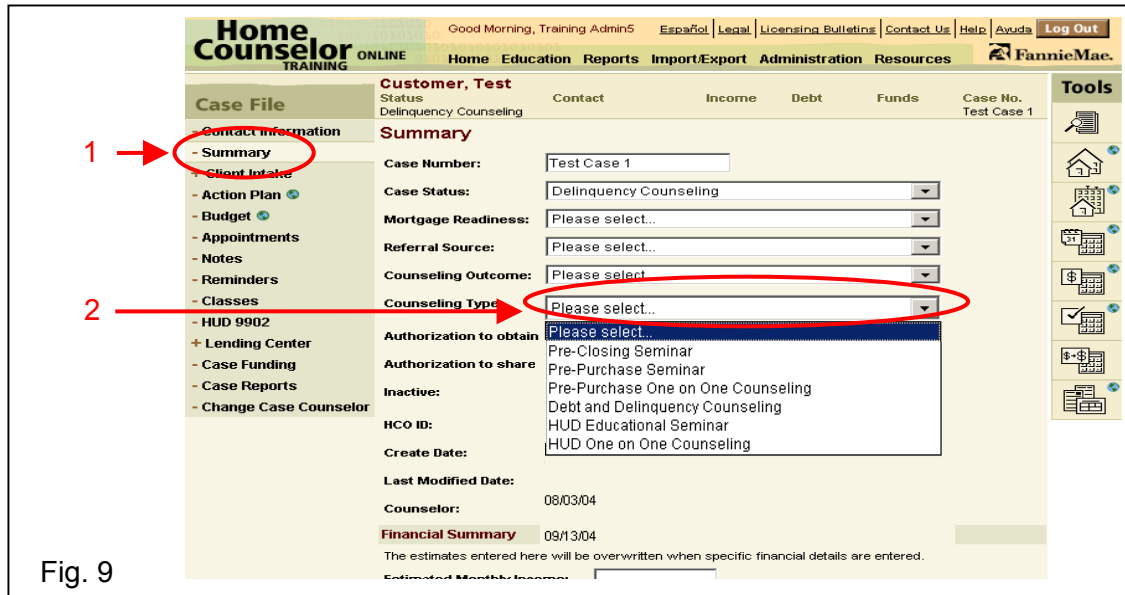 Home
Counselor ONLINE
TRAINING
Good Morning, Training Admin5 Español Legal Licensing Bulletins Contact Us Help Ayuda Log Out
Home Education Reports Import/Export Administration Resources FannieMae.
Customer, Test
Status Contact Income Debt Funds Case No.
Delinquency Counseling Test Case 1
Tools
Case File
- Contact Information
- Summary
+ Client Intake
- Action Plan
- Budget
- Appointments
- Notes
- Reminders
- Classes
- HUD 9902
+ Lending Center
- Case Funding
- Case Reports
- Change Case Counselor
1
2
Summary
Case Number: Test Case 1
Case Status: Delinquency Counseling
Mortgage Readiness: Please select...
Referral Source: Please select...
Counseling Outcome: Please select...
Counseling Type Please select...
Please select...
Pre-Closing Seminar
Pre-Purchase Seminar
Pre-Purchase One on One Counseling
Debt and Delinquency Counseling
HUD Educational Seminar
HUD One on One Counseling
Authorization to obtain
Authorization to share
Inactive:
HCO ID:
Create Date:
Last Modified Date:
08/03/04
Counselor:
Financial Summary 09/13/04
The estimates entered here will be overwritten when specific financial details are entered.
Estimated Monthly Income:
Fig. 9